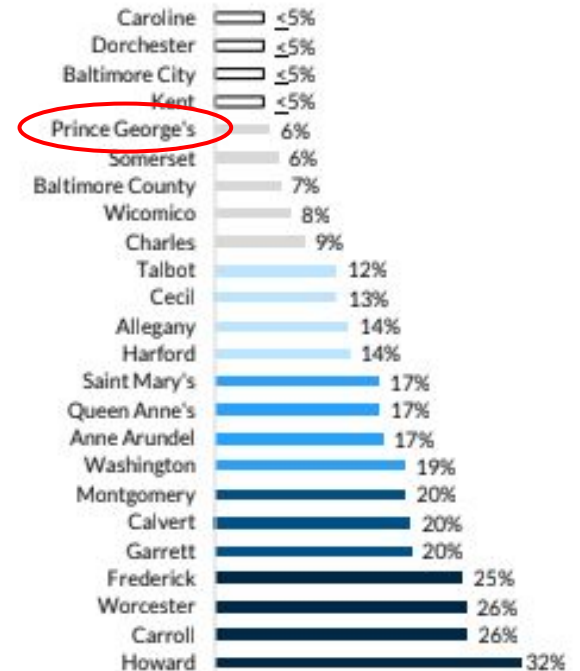 Caroline ≤5%
Dorchester ≤5%
Baltimore City ≤5%
Kent ≤5%
Prince George's 6%
Somerset 6%
Baltimore County 7%
Wicomico 8%
Charles 9%
Talbot 12%
Cecil 13%
Allegany 14%
Harford 14%
Saint Mary's 17%
Queen Anne's 17%
Anne Arundel 17%
Washington 19%
Montgomery 20%
Calvert 20%
Garrett 20%
Frederick 25%
Worcester 26%
Carroll 26%
Howard 32%